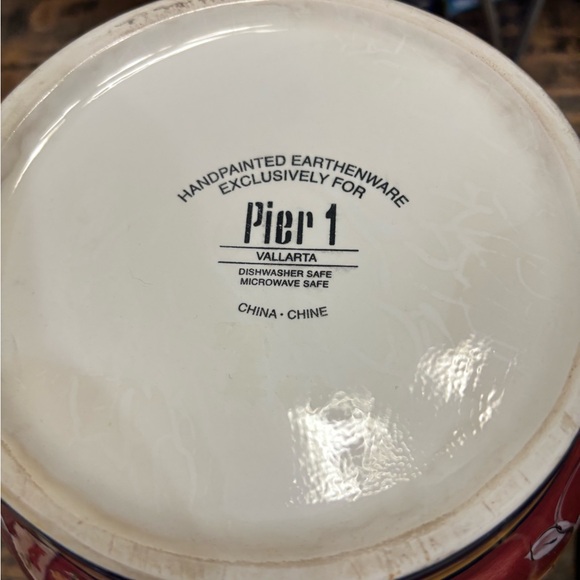 HANDPAINTED EARTHENWARE
EXCLUSIVELY FOR
Pier 1
VALLARTA
DISHWASHER SAFE
MICROWAVE SAFE
CHINA · CHINE